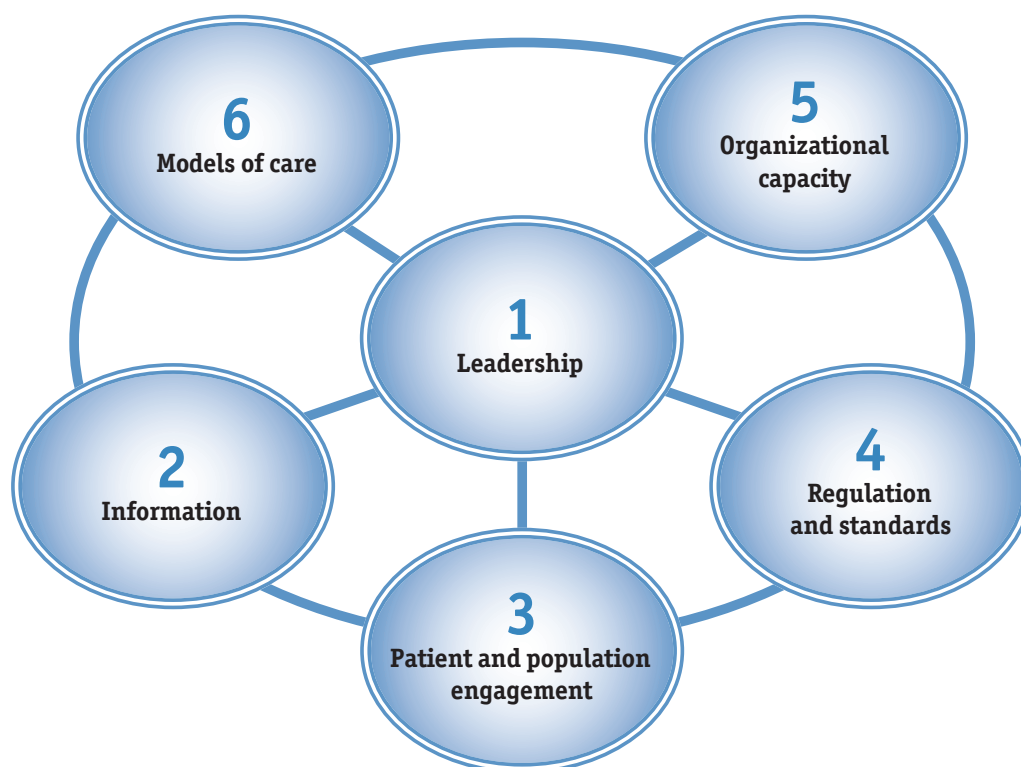 6
Models of care
5
Organizational
capacity
1
Leadership
2
Information
4
Regulation
and standards
3
Patient and population
engagement